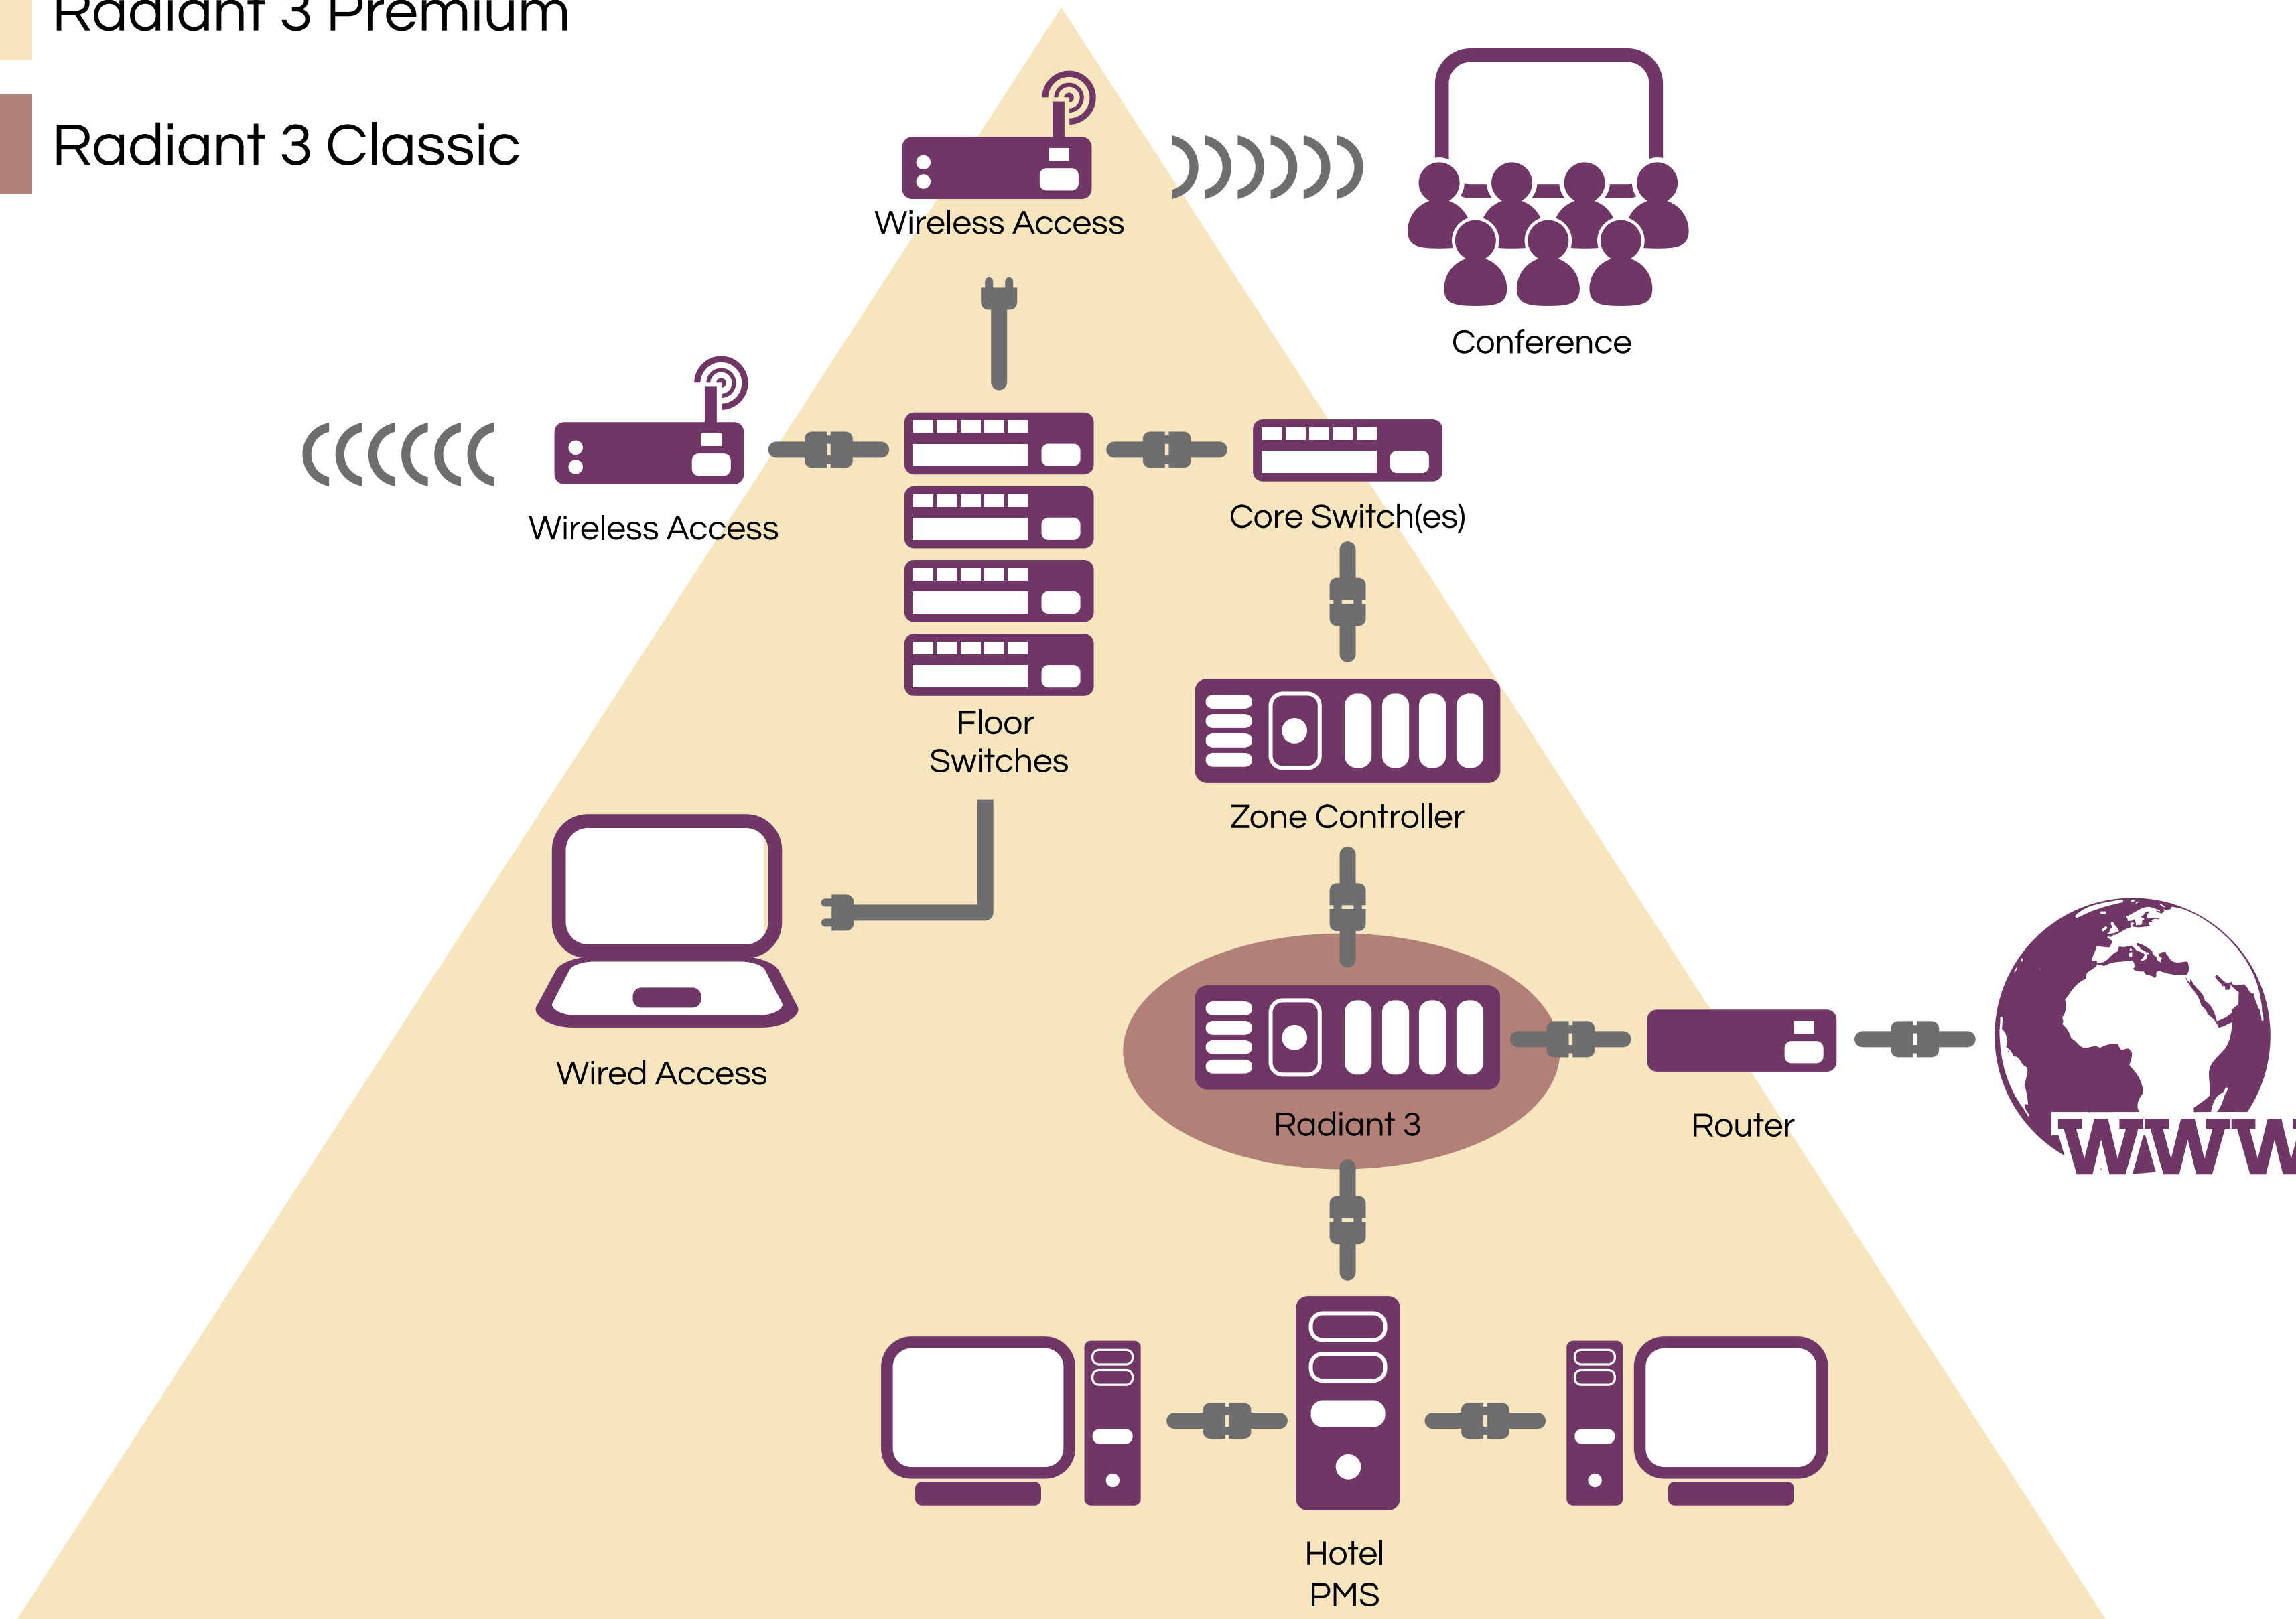 Radiant 3 Premium
Radiant 3 Classic
Wireless Access
Conference
Wireless Access
Core Switch(es)
Floor
Switches
Zone Controller
Wired Access
Radiant 3
Router
WWW
Hotel
PMS